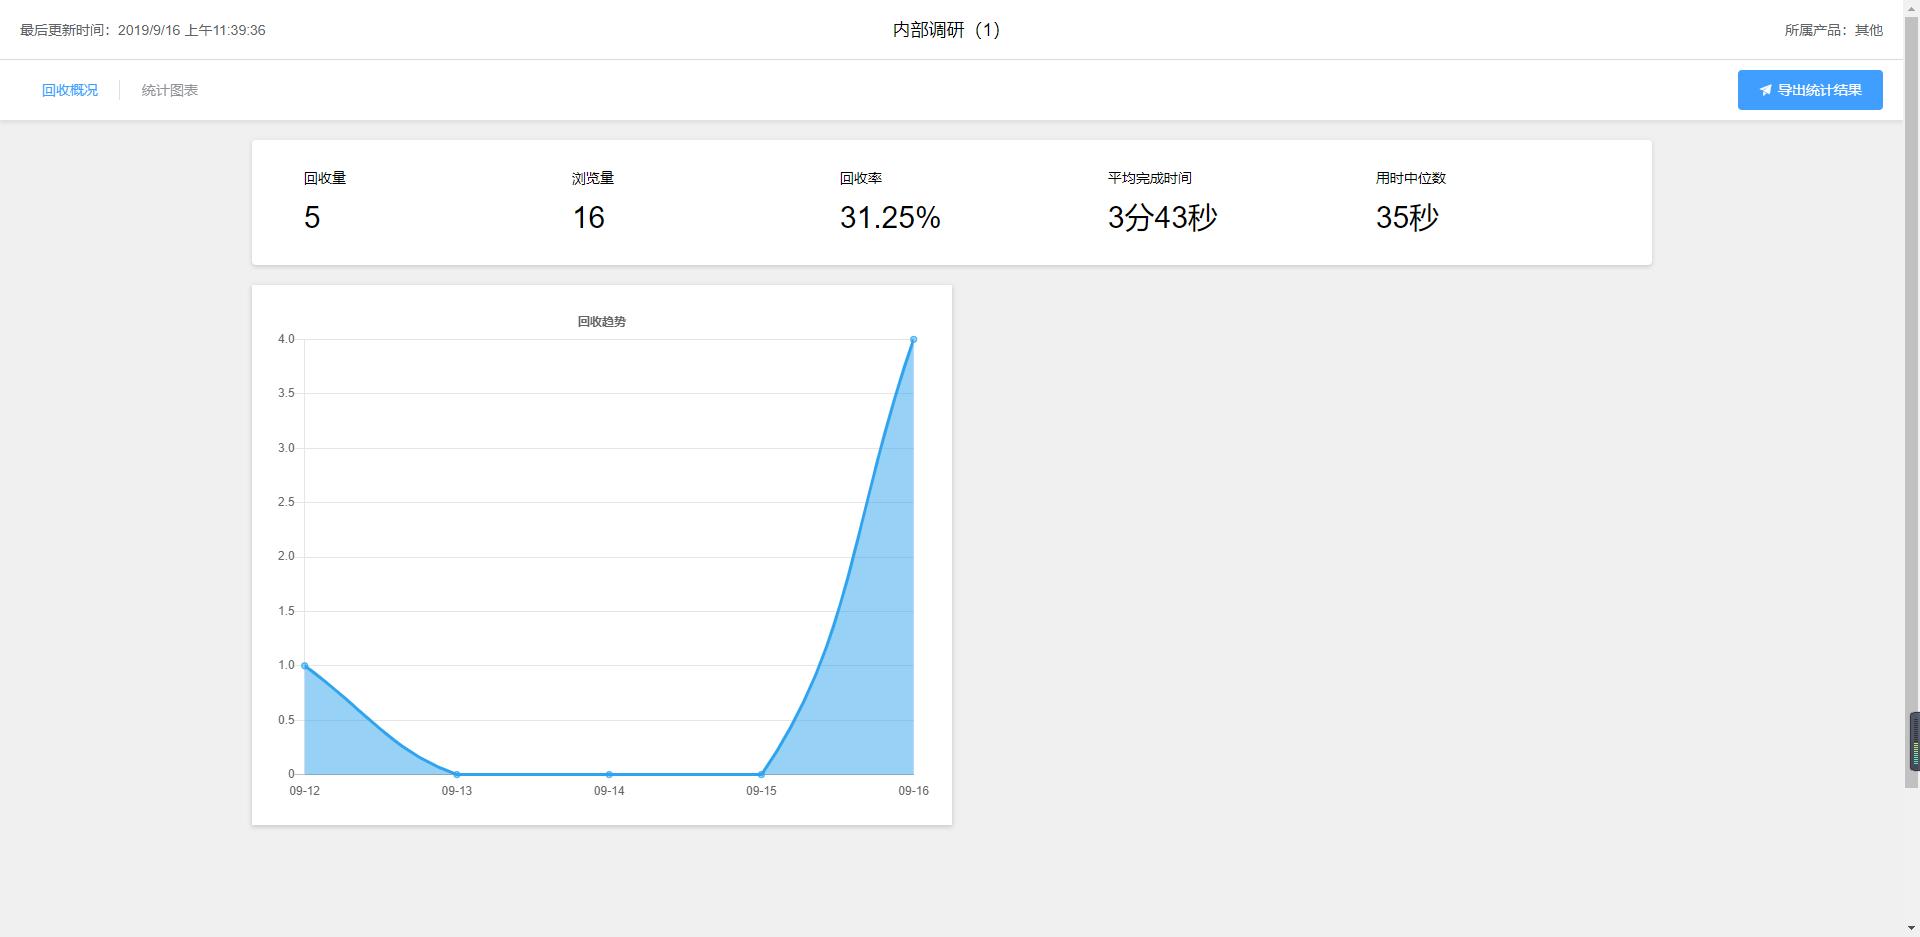 最后更新时间：2019/9/16 上午11:39:36
内部调研（1）
所属产品：其他
回收概况
统计图表
导出统计结果
回收量
浏览量
回收率
平均完成时间
用时中位数
5
16
31.25%
3分43秒
35秒
回收趋势
4.0
3.5
3.0
2.5
2.0
1.5
1.0
0.5
0
09-12
09-13
09-14
09-15
09-16